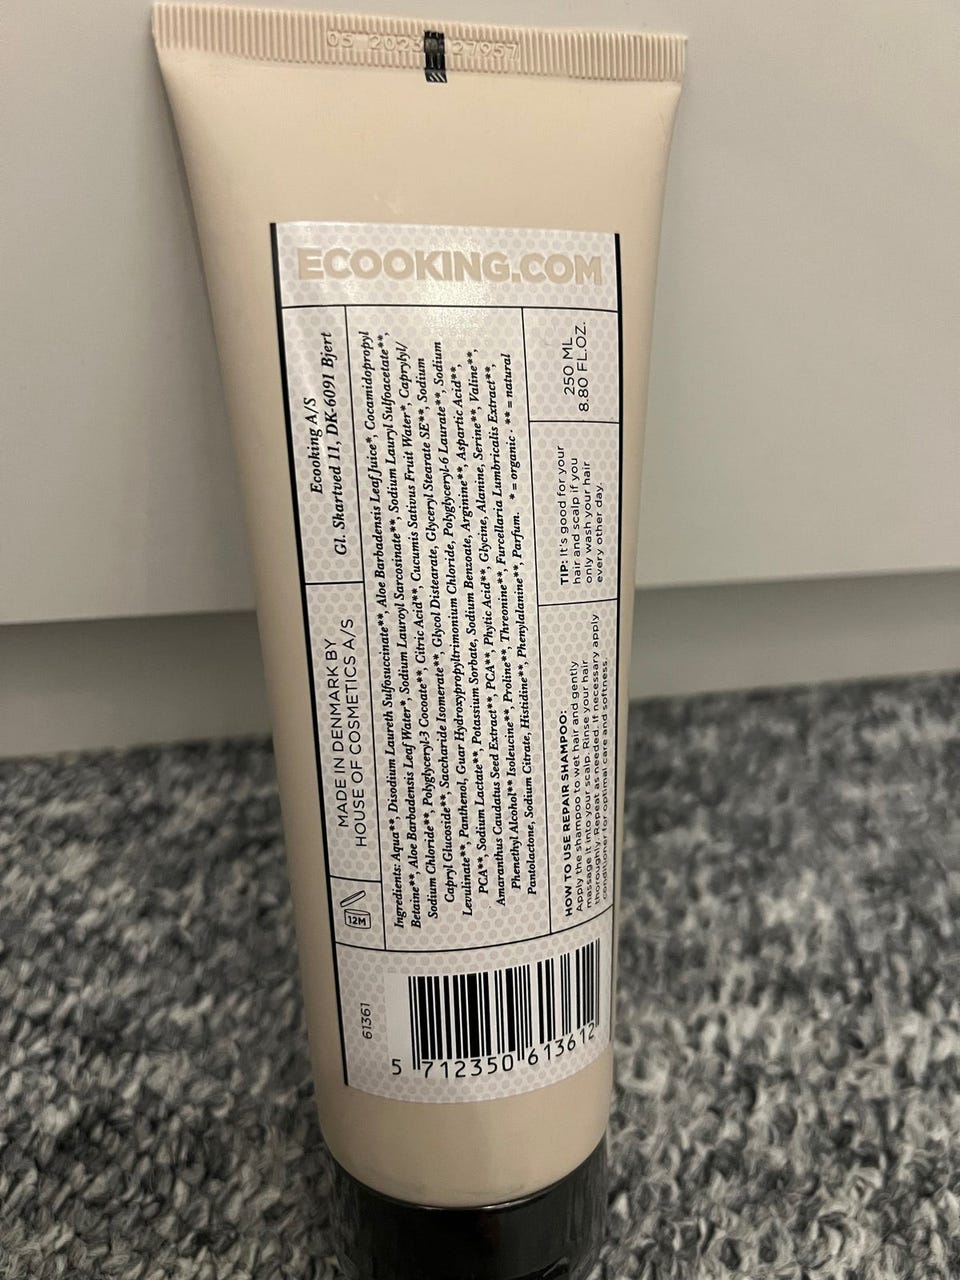 05 2023 27957
ECOOKING.COM
Ecooking A/S
Gl. Skartved 11, DK-6091 Bjert
MADE IN DENMARK BY
HOUSE OF COSMETICS A/S
12M
Ingredients: Aqua**, Disodium Laureth Sulfosuccinate**, Aloe Barbadensis Leaf Juice*, Cocamidopropyl
Betaine**, Aloe Barbadensis Leaf Water*, Sodium Lauroyl Sarcosinate**, Sodium Lauryl Sulfoacetate**,
Sodium Chloride**, Polyglyceryl-3 Cocoate**, Citric Acid**, Cucumis Sativus Fruit Water*, Caprylyl/
Capryl Glucoside**, Saccharide Isomerate**, Glycol Distearate, Glyceryl Stearate SE**, Sodium
Levulinate**, Panthenol, Guar Hydroxypropyltrimonium Chloride, Polyglyceryl-6 Laurate**, Sodium
PCA**, Sodium Lactate**, Potassium Sorbate, Sodium Benzoate, Arginine**, Aspartic Acid**,
Amaranthus Caudatus Seed Extract**, PCA**, Phytic Acid**, Glycine, Alanine, Serine**, Valine**,
Phenethyl Alcohol** Isoleucine**, Proline**, Threonine**, Furcellaria Lumbricalis Extract**,
Pantolactone, Sodium Citrate, Histidine**, Phenylalanine**, Parfum. * = organic · ** = natural
HOW TO USE REPAIR SHAMPOO:
Apply the shampoo to wet hair and gently
massage it into your scalp. Rinse your hair
thoroughly. Repeat as needed. If necessary apply
conditioner for optimal care and softness.
TIP: It's good for your
hair and scalp if you
only wash your hair
every other day.
250 ML
8.80 FL.OZ.
61361
5 712350 613612